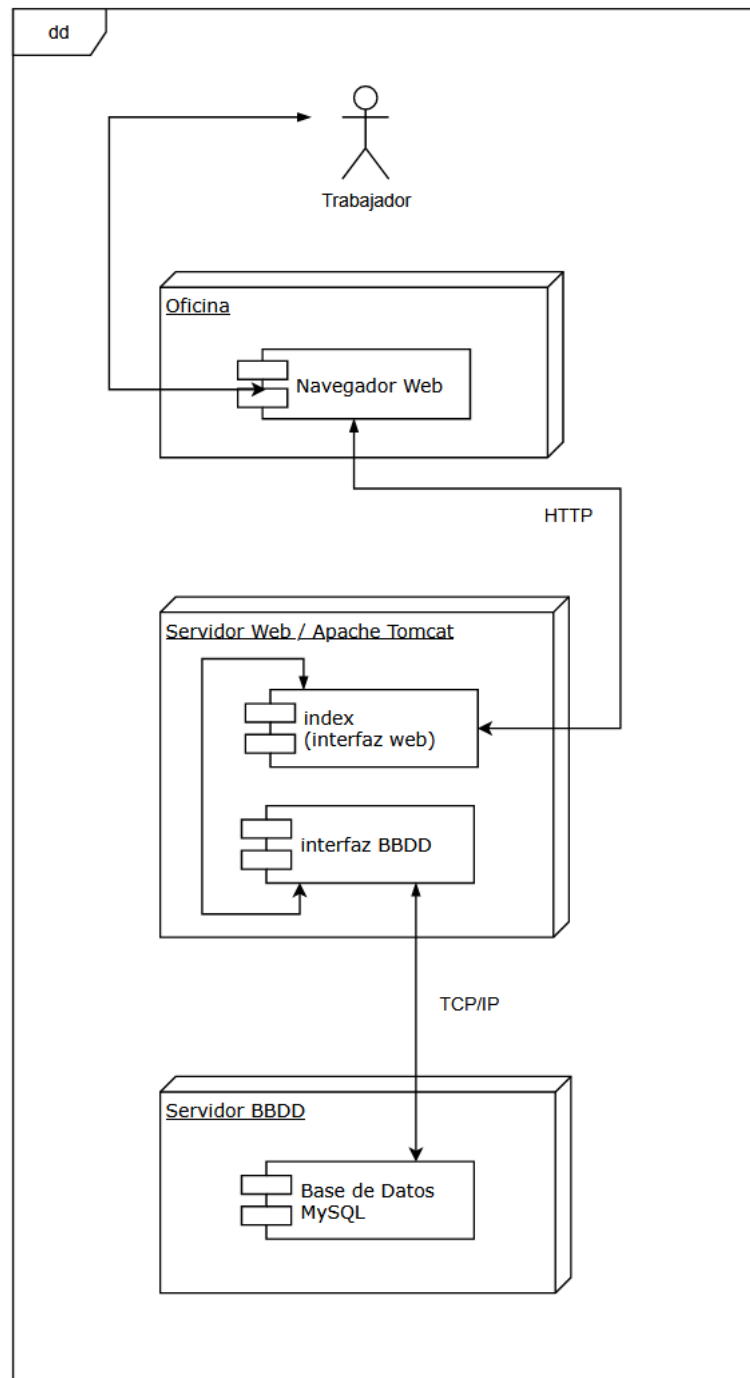 dd
Trabajador
Oficina
Navegador Web
HTTP
Servidor Web / Apache Tomcat
index
(interfaz web)
interfaz BBDD
TCP/IP
Servidor BBDD
Base de Datos
MySQL